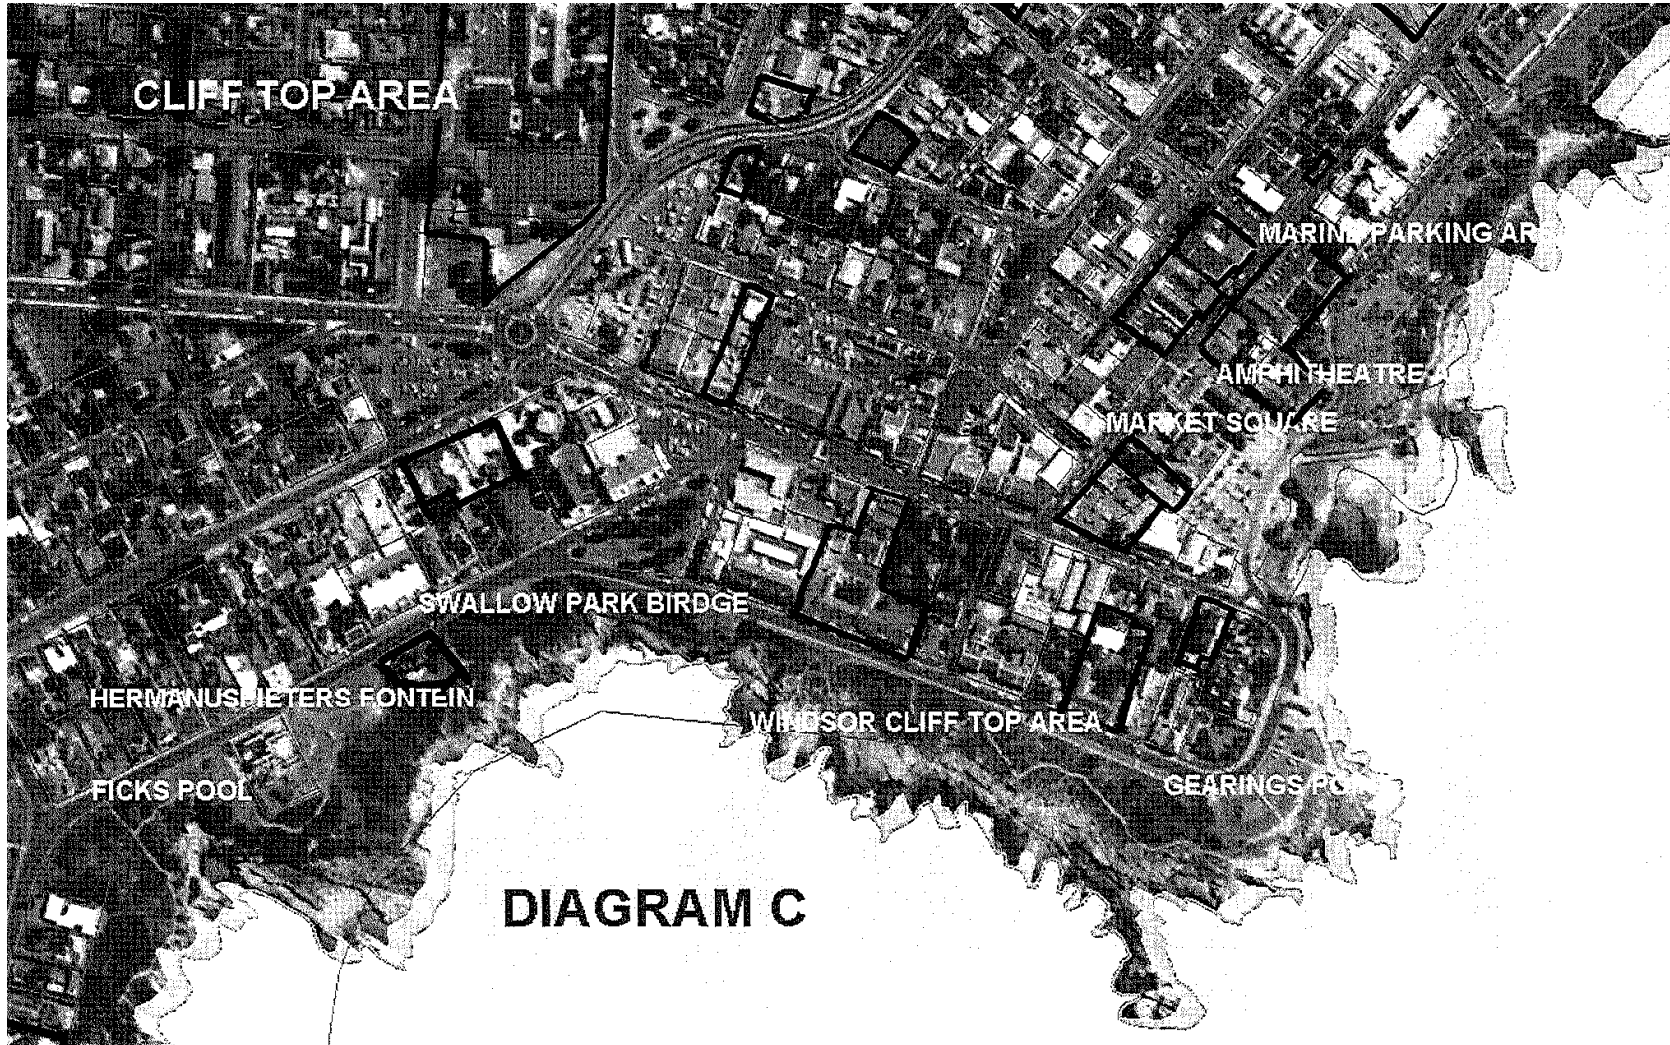 CLIFF TOP AREA
MARINE PARKING AR
AMPHITHEATRE A
MARKET SQUARE
SWALLOW PARK BIRDGE
HERMANUSPIETERS FONTEIN
WINDSOR CLIFF TOP AREA
GEARINGS PO
FICKS POOL
DIAGRAM C